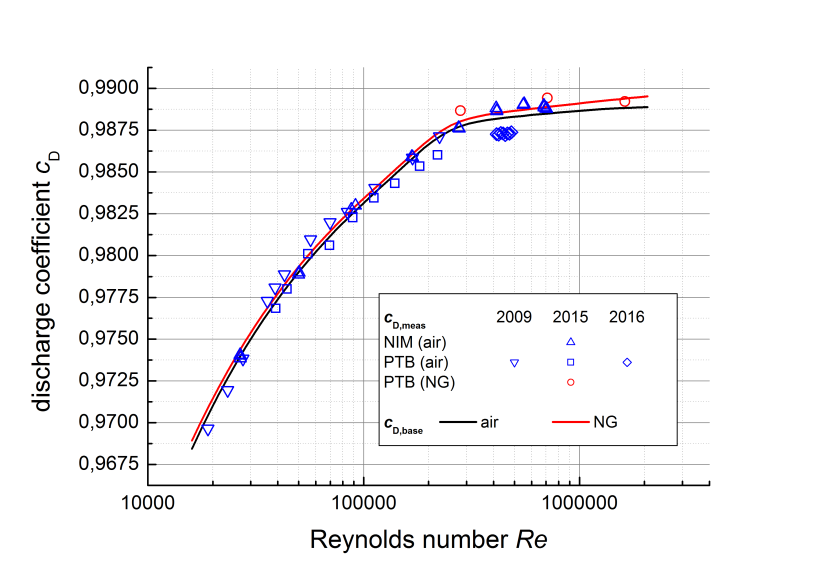 0,9900
0,9875
0,9850
0,9825
0,9800
0,9775
0,9750
0,9725
0,9700
0,9675
discharge coefficient cD
10000
100000
1000000
Reynolds number Re
cD,meas 2009 2015 2016
NIM (air)
PTB (air)
PTB (NG)
cD,base air NG